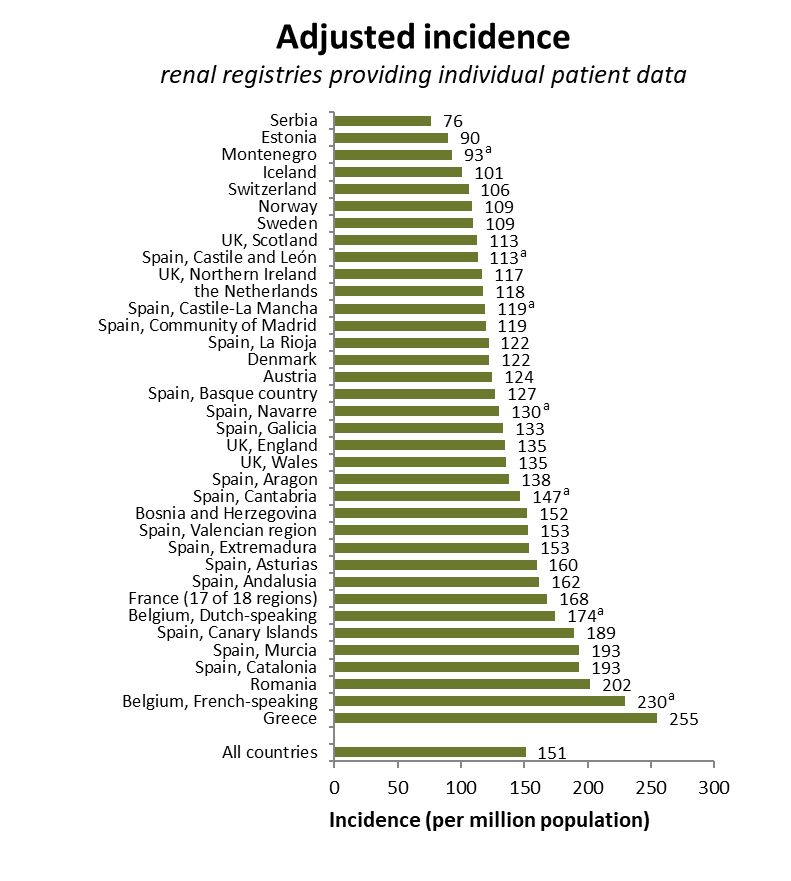 Adjusted incidence
renal registries providing individual patient data
Serbia 76
Estonia 90
Montenegro 93a
Iceland 101
Switzerland 106
Norway 109
Sweden 109
UK, Scotland 113
Spain, Castile and León 113a
UK, Northern Ireland 117
the Netherlands 118
Spain, Castile-La Mancha 119a
Spain, Community of Madrid 119
Spain, La Rioja 122
Denmark 122
Austria 124
Spain, Basque country 127
Spain, Navarre 130a
Spain, Galicia 133
UK, England 135
UK, Wales 135
Spain, Aragon 138
Spain, Cantabria 147a
Bosnia and Herzegovina 152
Spain, Valencian region 153
Spain, Extremadura 153
Spain, Asturias 160
Spain, Andalusia 162
France (17 of 18 regions) 168
Belgium, Dutch-speaking 174a
Spain, Canary Islands 189
Spain, Murcia 193
Spain, Catalonia 193
Romania 202
Belgium, French-speaking 230a
Greece 255
All countries 151
0 50 100 150 200 250 300
Incidence (per million population)